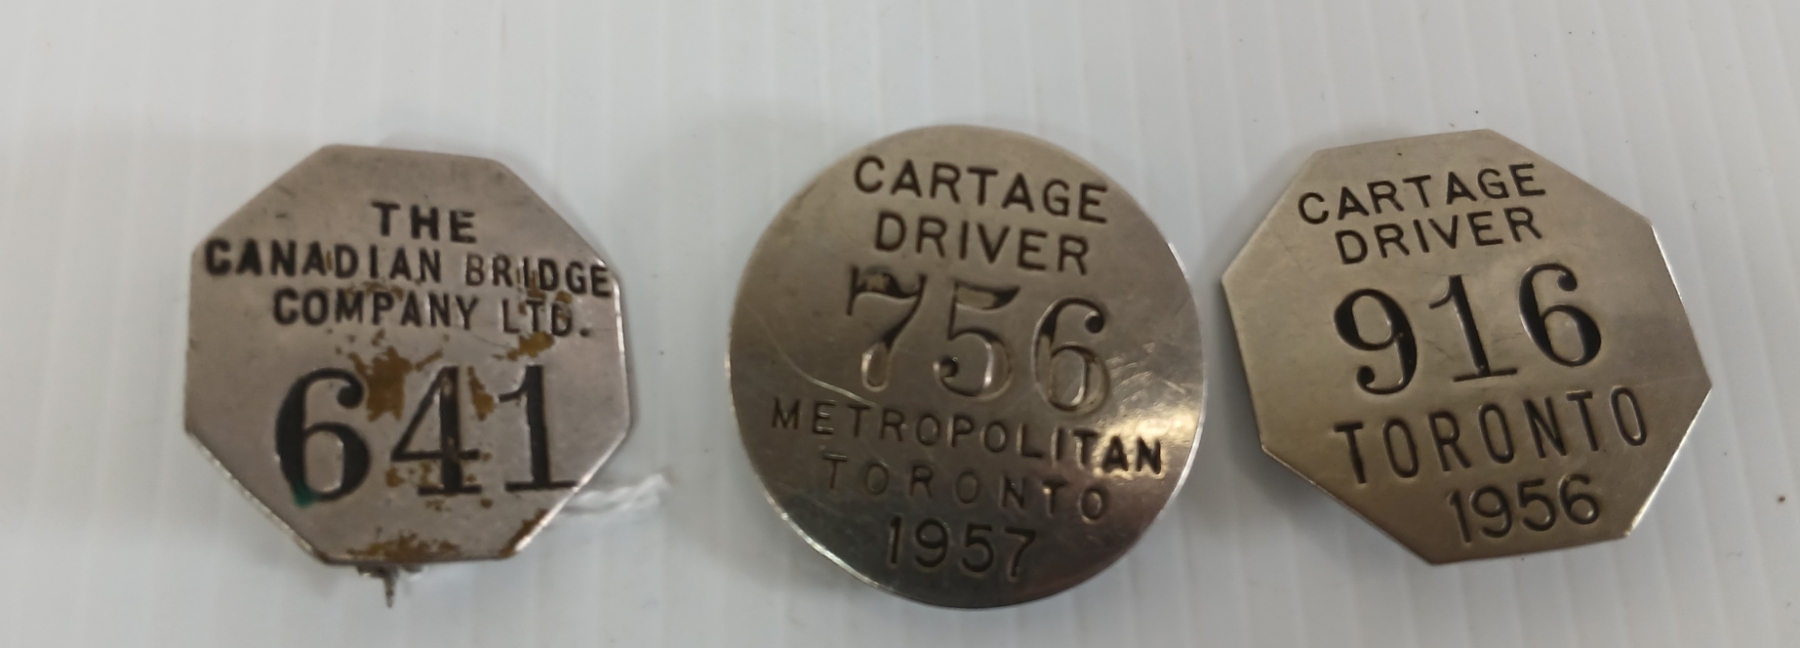 THE
CANADIAN BRIDGE
COMPANY LTD.
641
CARTAGE
DRIVER
756
METROPOLITAN
TORONTO
1957
CARTAGE
DRIVER
916
TORONTO
1956